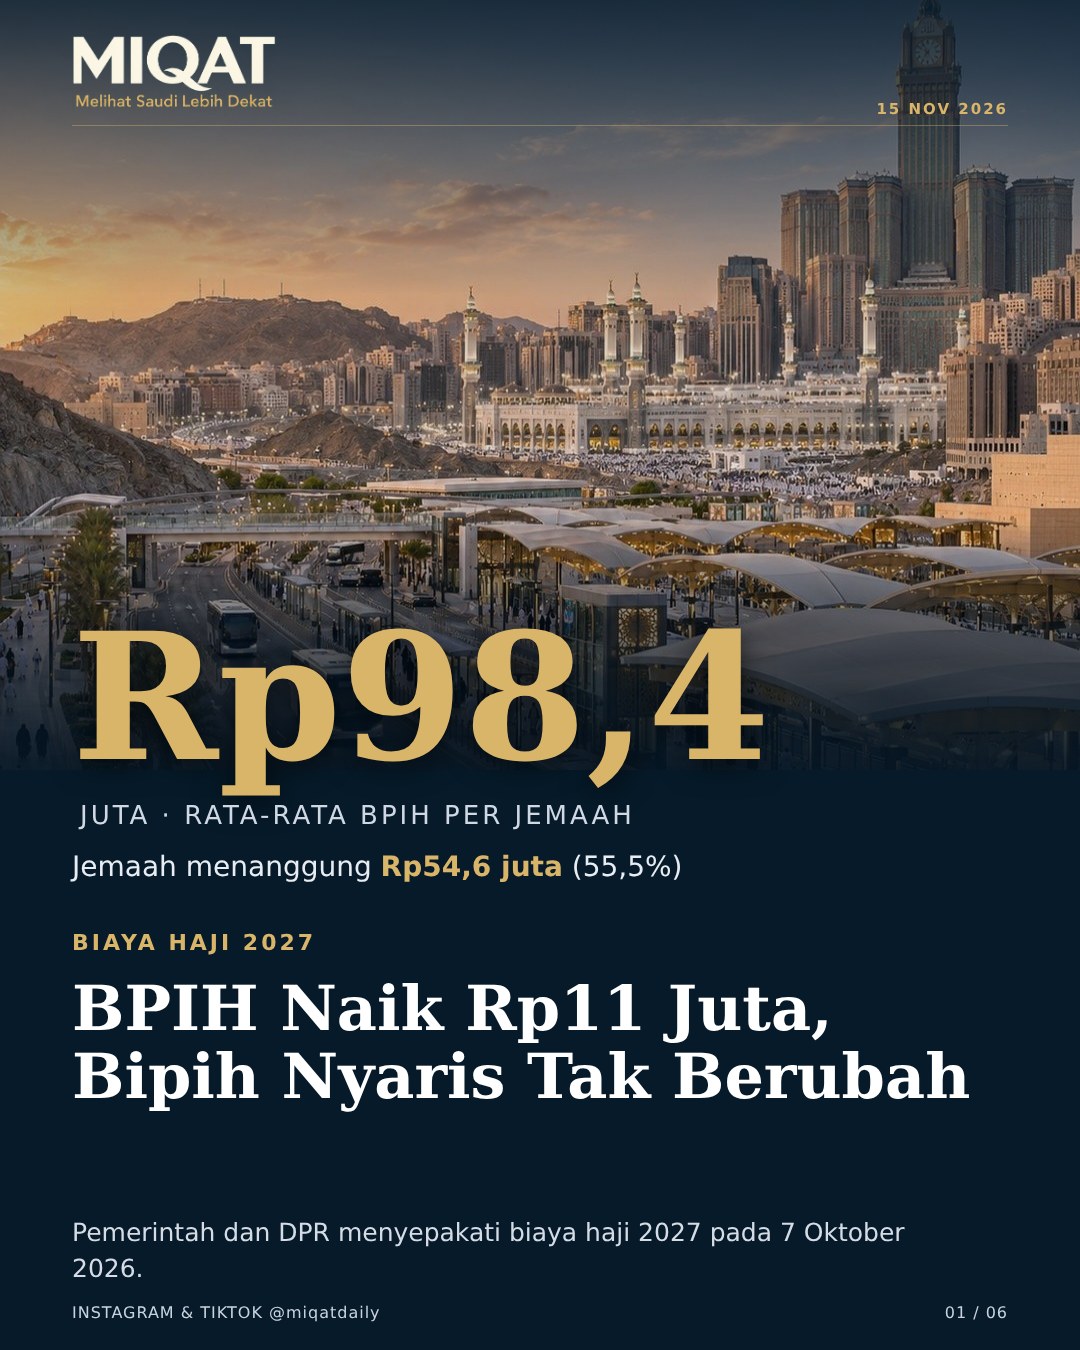 MIQAT
Melihat Saudi Lebih Dekat
15 NOV 2026
Rp98,4
JUTA · RATA-RATA BPIH PER JEMAAH
Jemaah menanggung Rp54,6 juta (55,5%)
BIAYA HAJI 2027
BPIH Naik Rp11 Juta,
Bipih Nyaris Tak Berubah
Pemerintah dan DPR menyepakati biaya haji 2027 pada 7 Oktober
2026.
INSTAGRAM & TIKTOK @miqatdaily
01 / 06